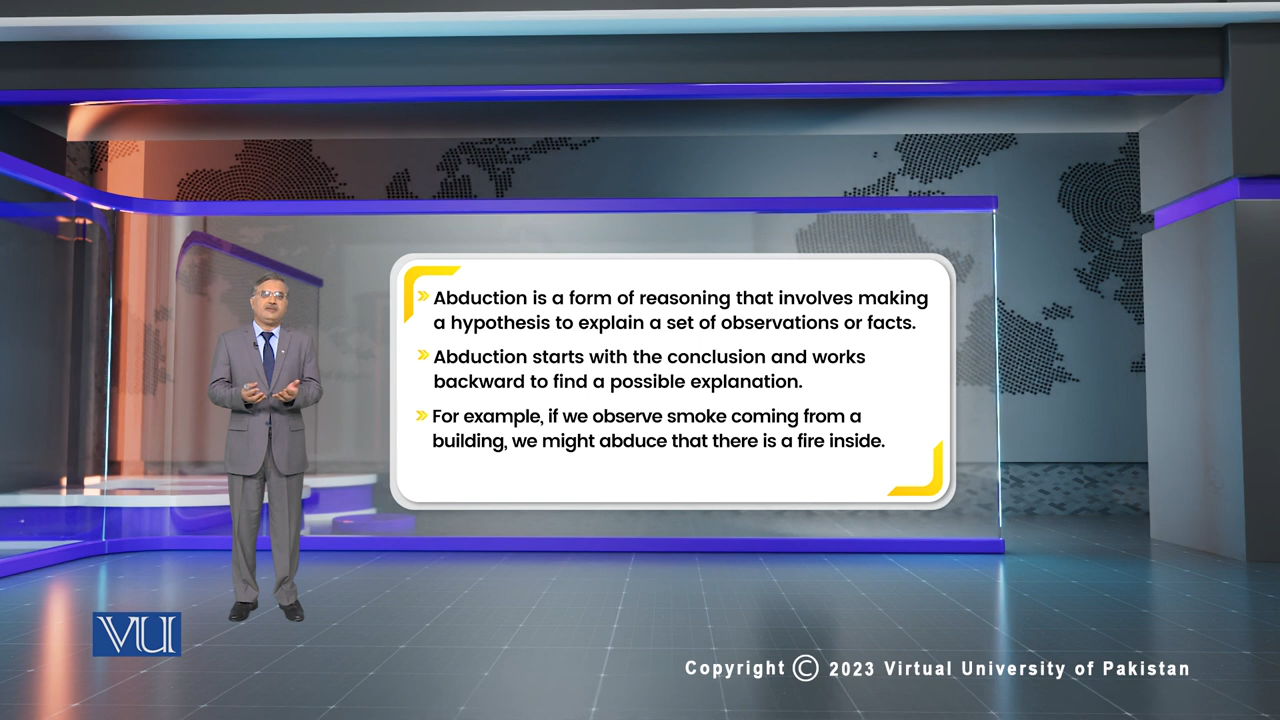 » Abduction is a form of reasoning that involves making
a hypothesis to explain a set of observations or facts.
» Abduction starts with the conclusion and works
backward to find a possible explanation.
» For example, if we observe smoke coming from a
building, we might abduce that there is a fire inside.
VU
Copyright © 2023 Virtual University of Pakistan